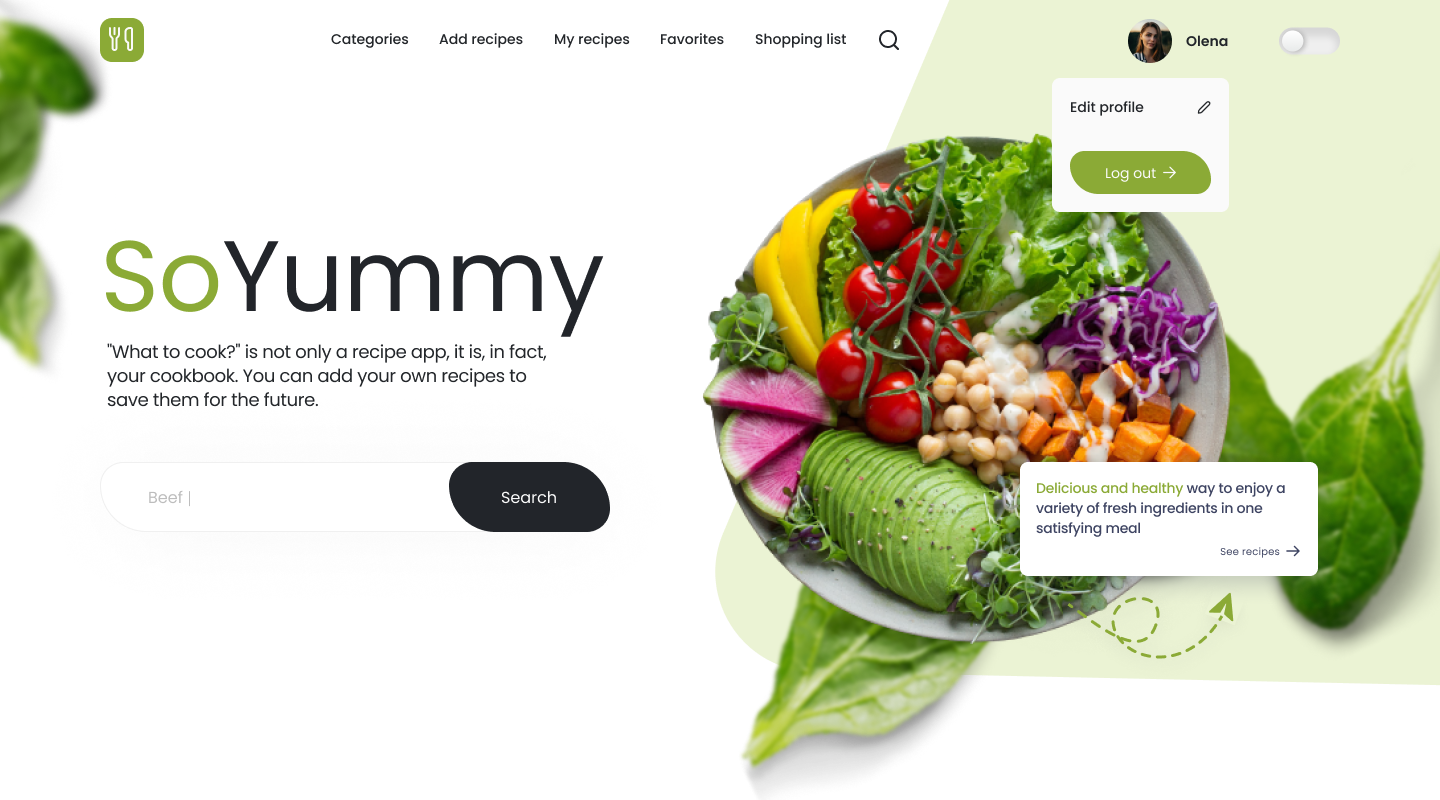 Categories Add recipes My recipes Favorites Shopping list
Olena
Edit profile
Log out
SoYummy
"What to cook?" is not only a recipe app, it is, in fact,
your cookbook. You can add your own recipes to
save them for the future.
Beef |
Search
Delicious and healthy way to enjoy a
variety of fresh ingredients in one
satisfying meal
See recipes